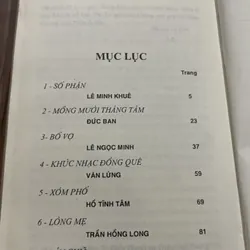 MỤC LỤC
Trang
1 - SỐ PHẬN
LÊ MINH KHUÊ 5
2 - MỒNG MƯỜI THÁNG TÁM
ĐỨC BAN 23
3 - BỐ VỢ
LÊ NGỌC MINH 37
4 - KHÚC NHẠC ĐỒNG QUÊ
VĂN LỪNG 59
5 - XÓM PHỐ
HỒ TĨNH TÂM 69
6 - LÒNG MẸ
TRẦN HỒNG LONG 81